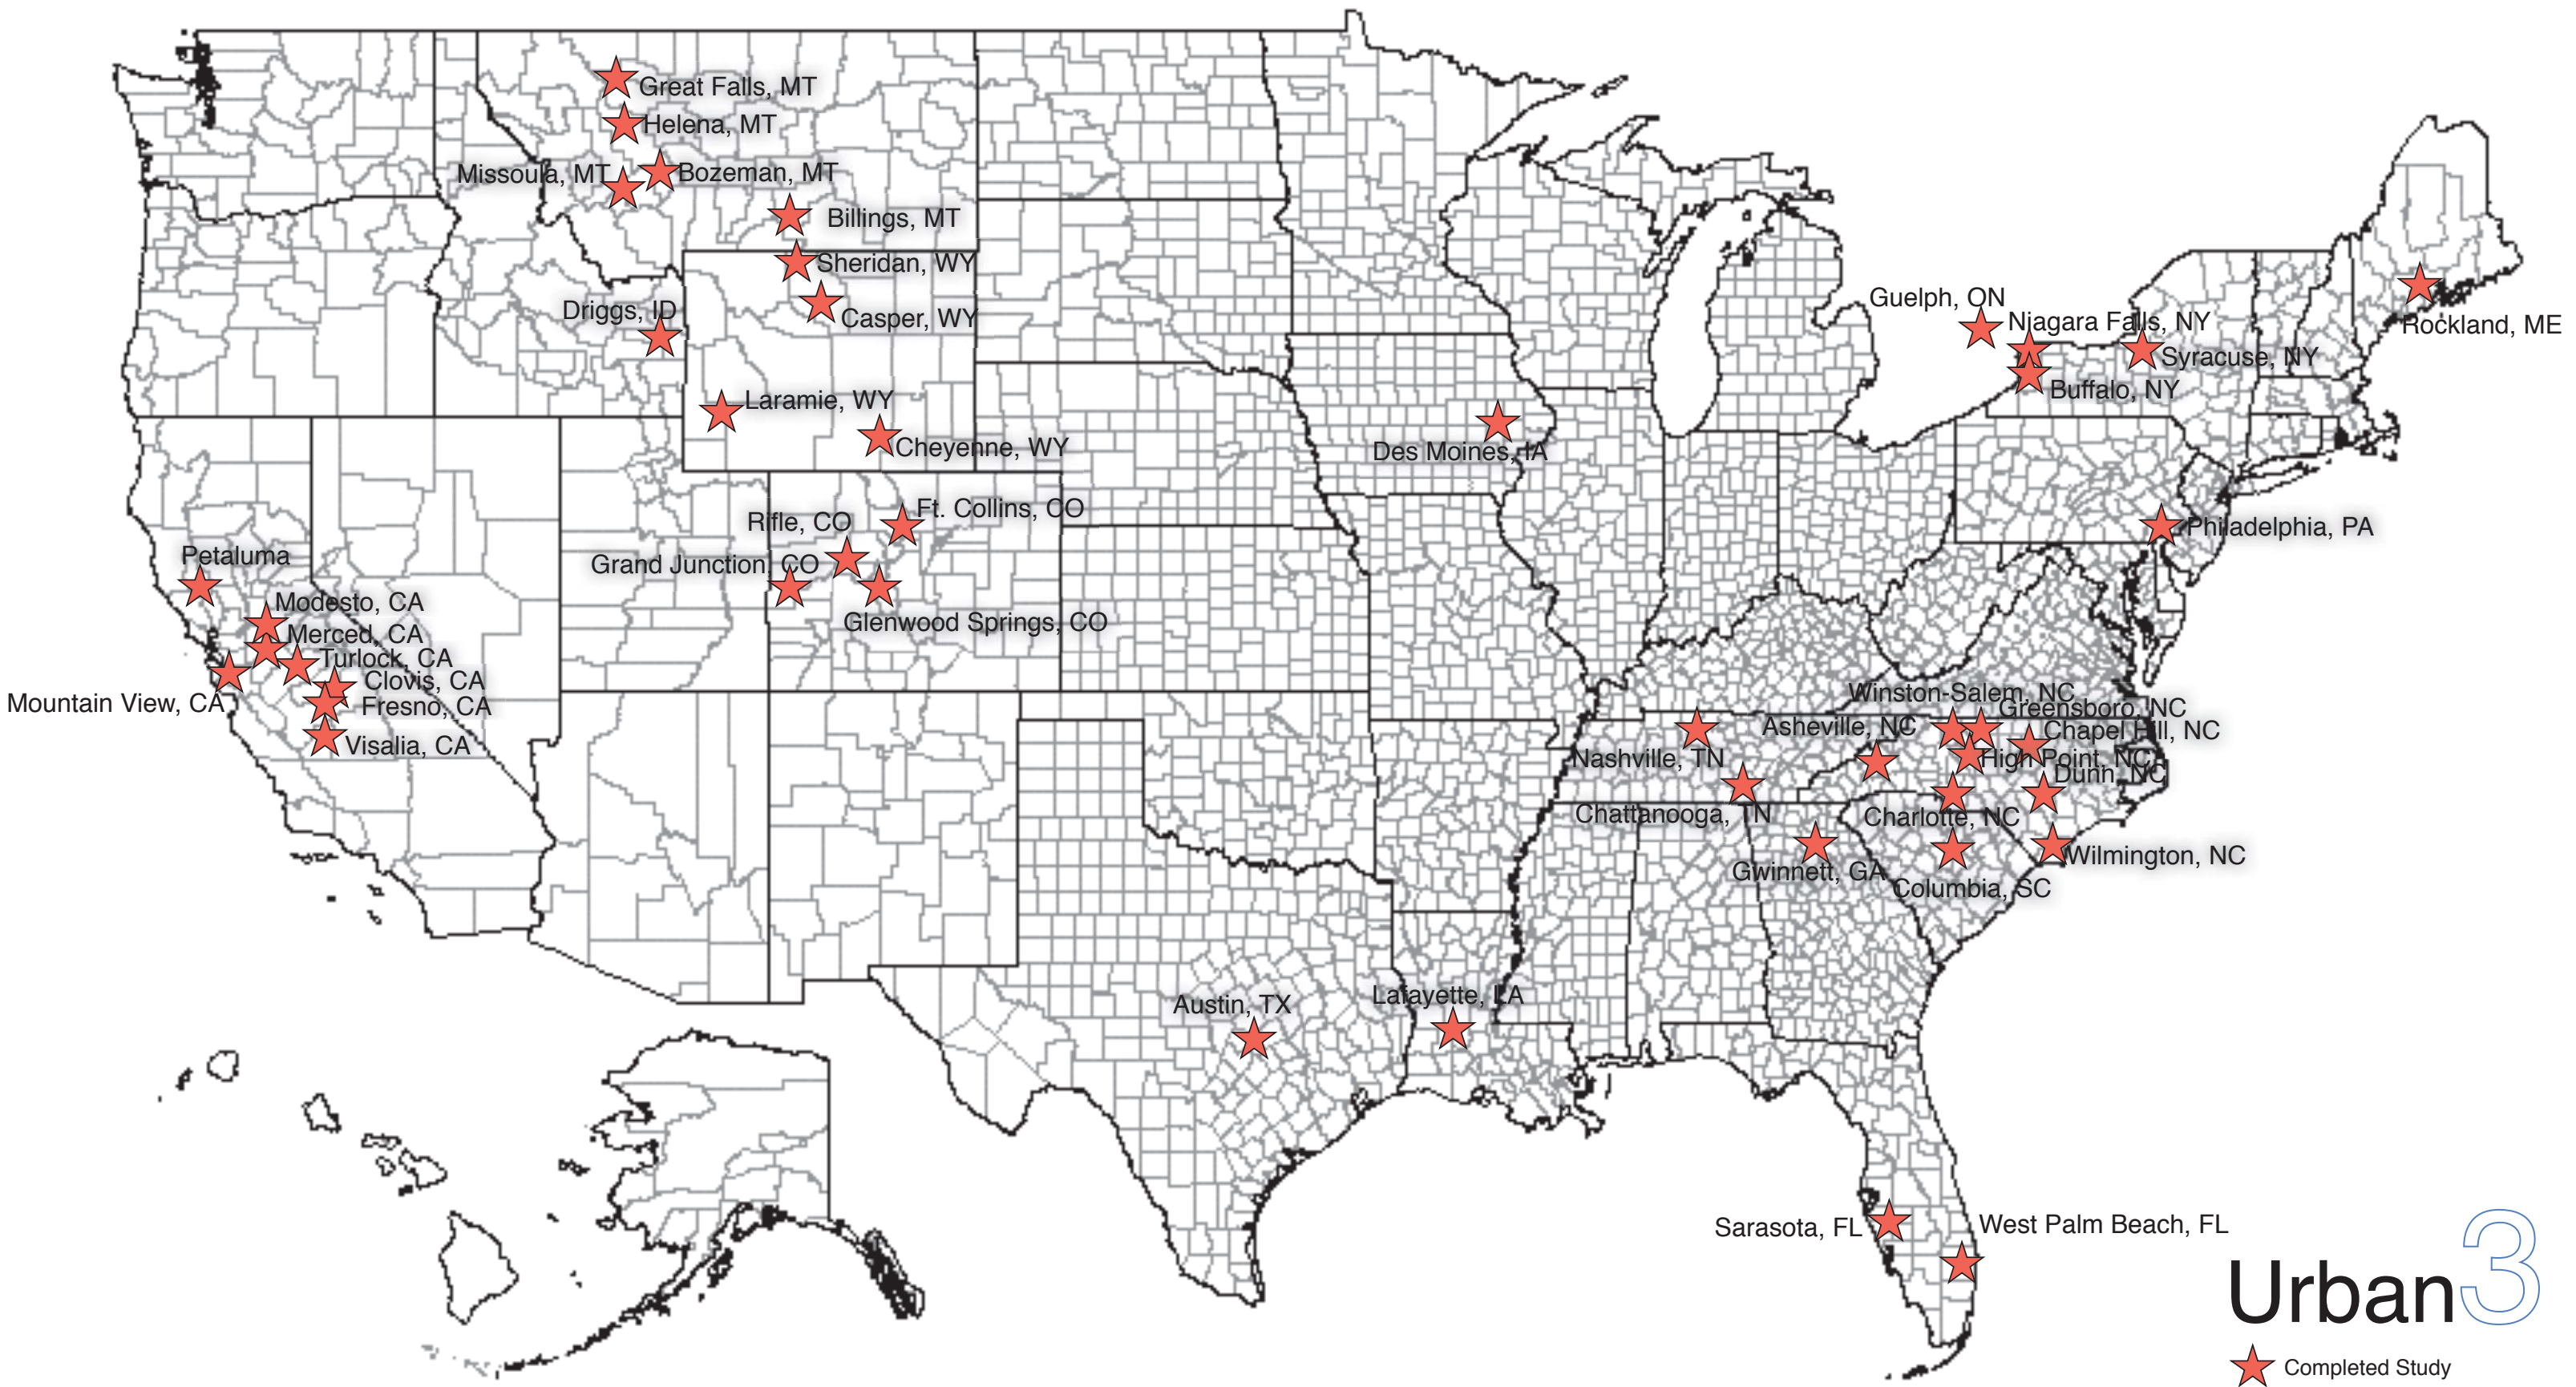 Great Falls, MT
Helena, MT
Missoula, MT
Bozeman, MT
Billings, MT
Sheridan, WY
Casper, WY
Driggs, ID
Laramie, WY
Cheyenne, WY
Guelph, ON
Niagara Falls, NY
Rockland, ME
Syracuse, NY
Buffalo, NY
Des Moines, IA
Ft. Collins, CO
Rifle, CO
Grand Junction, CO
Glenwood Springs, CO
Philadelphia, PA
Petaluma
Modesto, CA
Merced, CA
Turlock, CA
Clovis, CA
Mountain View, CA
Fresno, CA
Visalia, CA
Winston-Salem, NC
Greensboro, NC
Asheville, NC
Chapel Hill, NC
Nashville, TN
High Point, NC
Dunn, NC
Chattanooga, TN
Charlotte, NC
Wilmington, NC
Gwinnett, GA
Columbia, SC
Austin, TX
Lafayette, LA
Sarasota, FL
West Palm Beach, FL
Urban3
Completed Study